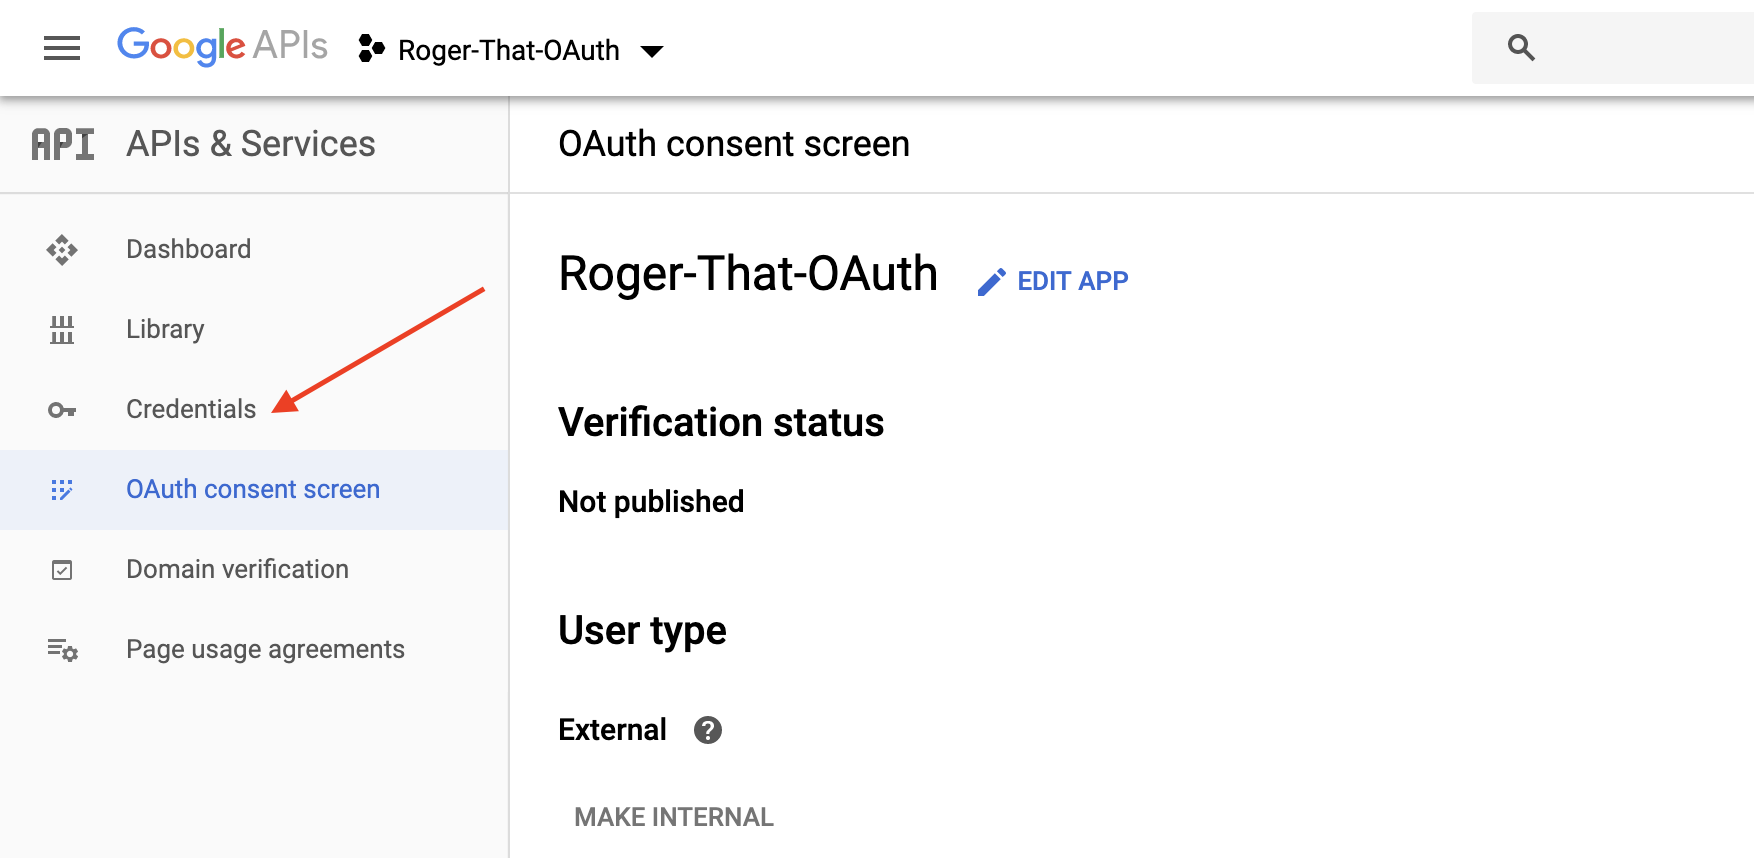 Google APIs Roger-That-OAuth
API APIs & Services
OAuth consent screen
Dashboard
Library
Credentials
OAuth consent screen
Domain verification
Page usage agreements
Roger-That-OAuth EDIT APP
Verification status
Not published
User type
External ?
MAKE INTERNAL